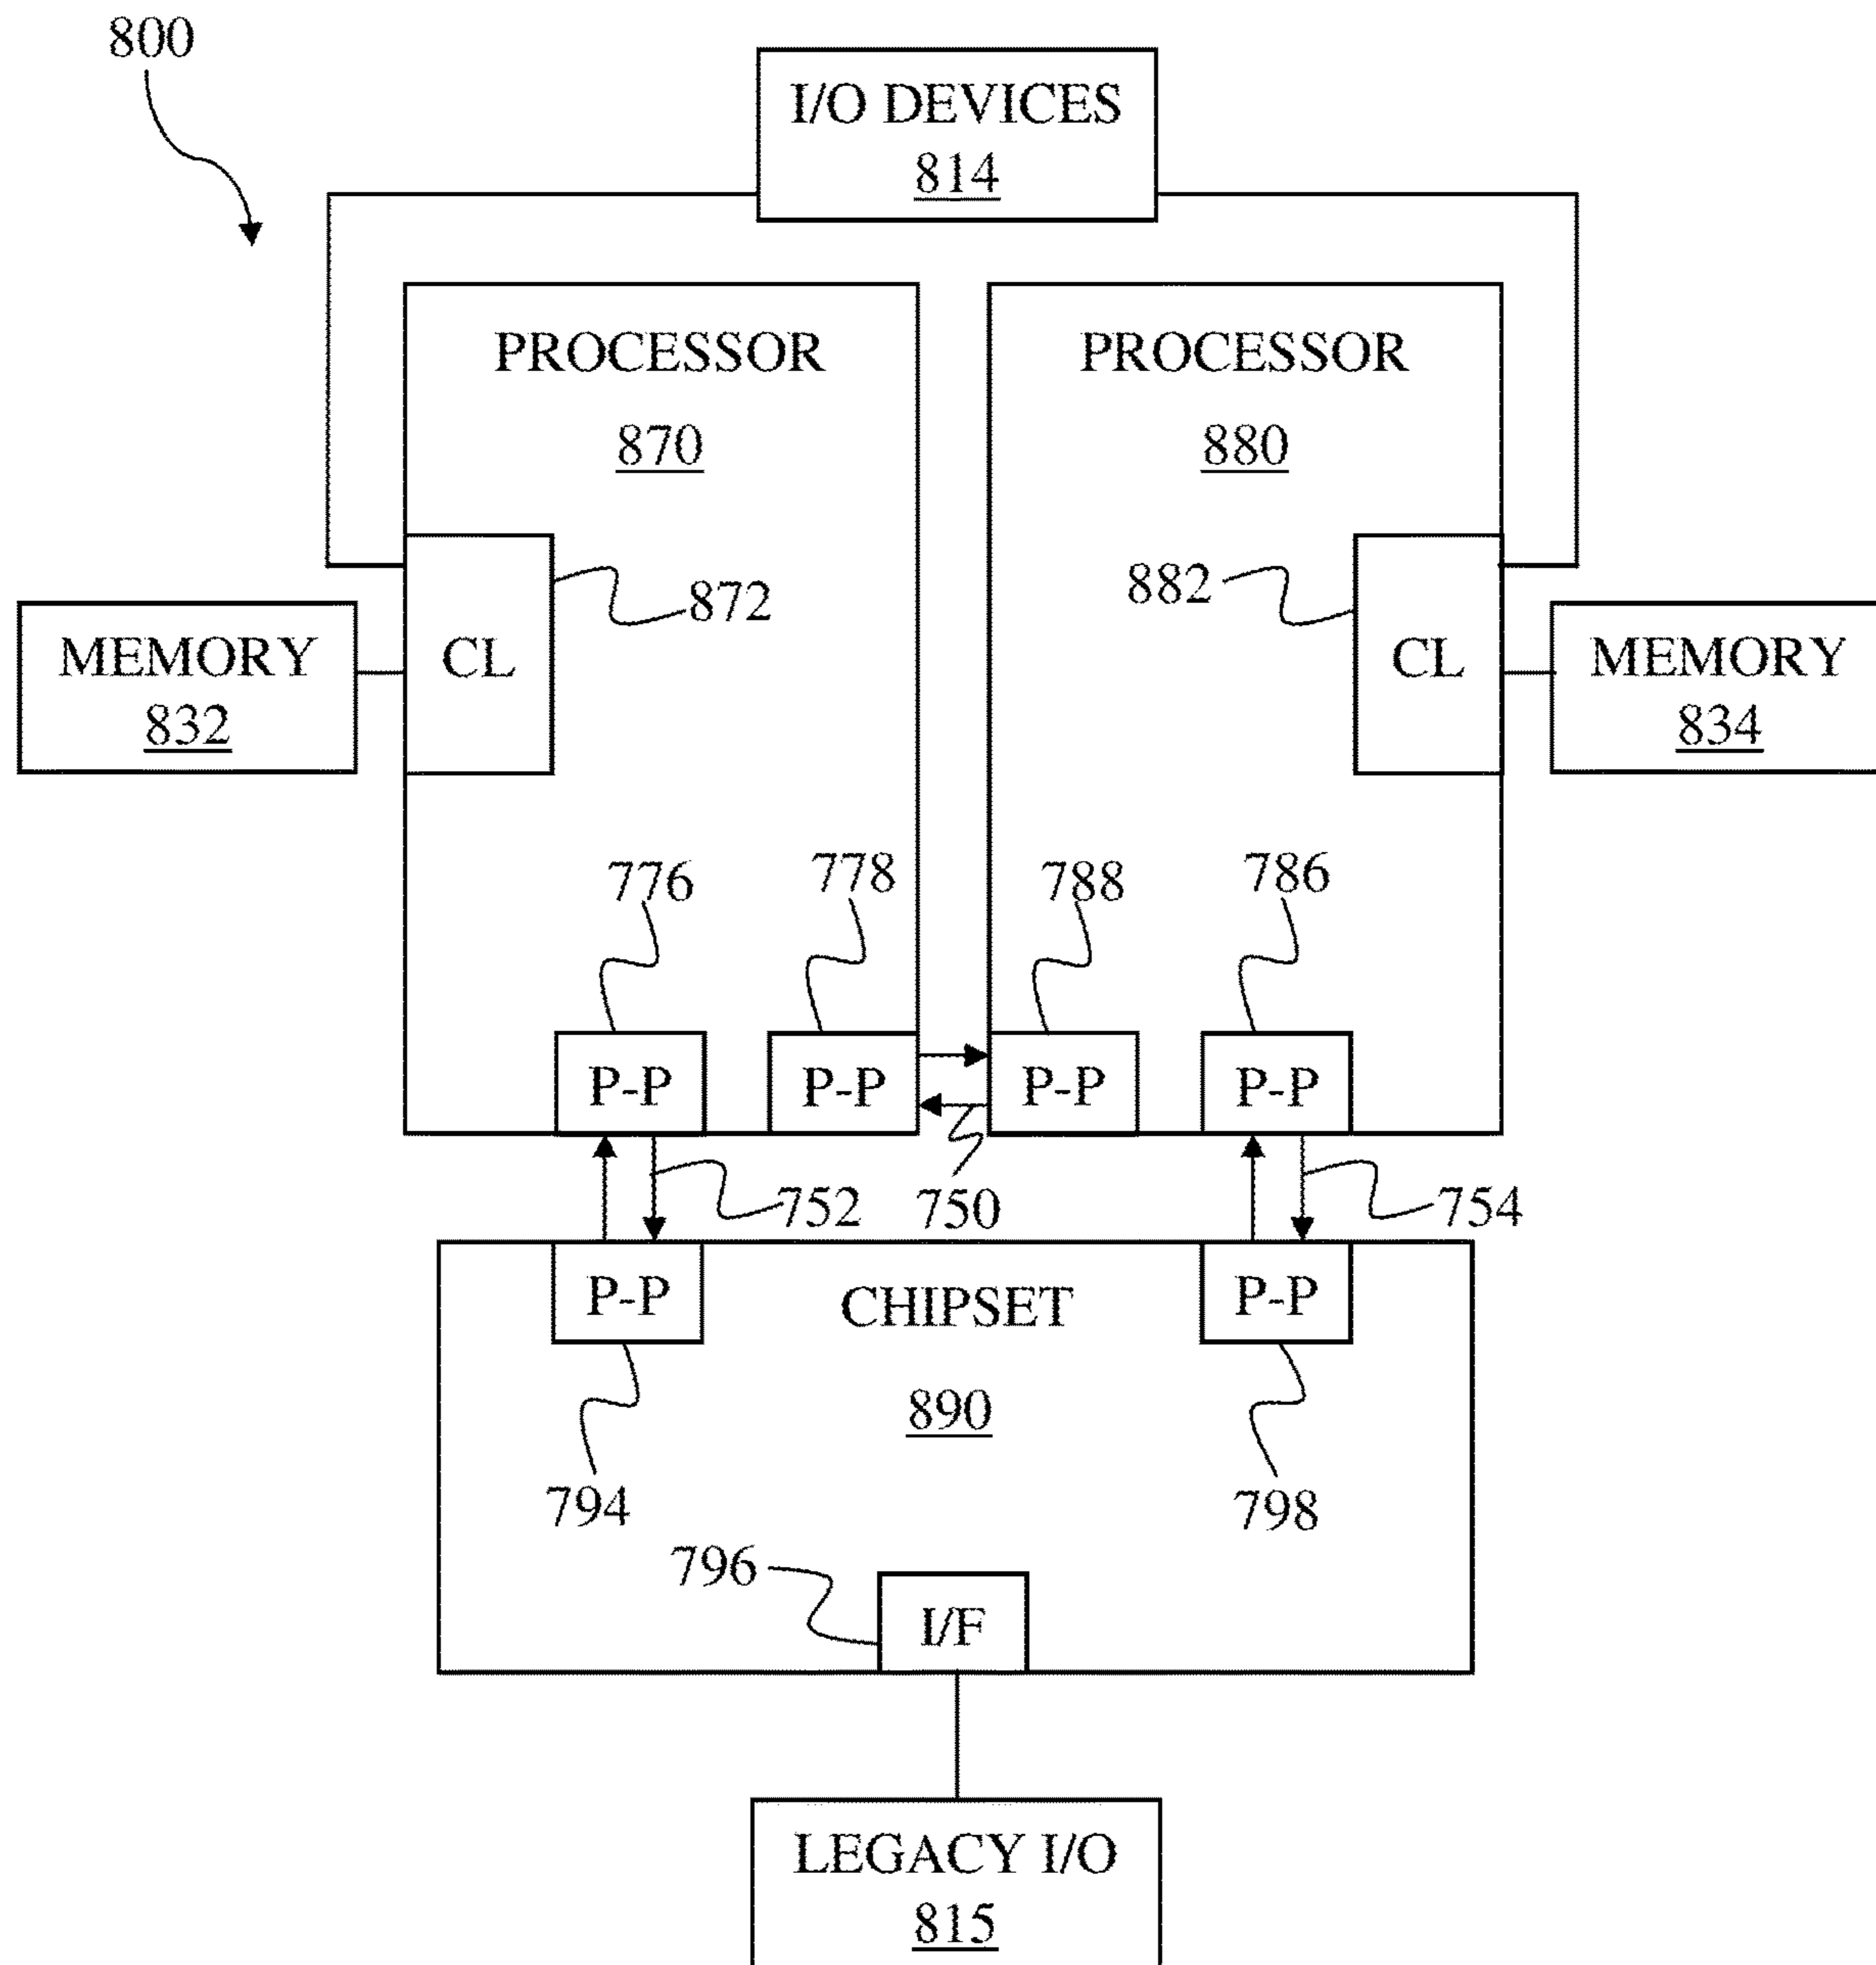 800
I/O DEVICES
814
PROCESSOR
870
PROCESSOR
880
872
882
MEMORY
832
CL
CL
MEMORY
834
776
778
788
786
P-P
P-P
P-P
P-P
752
750
754
P-P
CHIPSET
P-P
890
794
798
796
I/F
LEGACY I/O
815